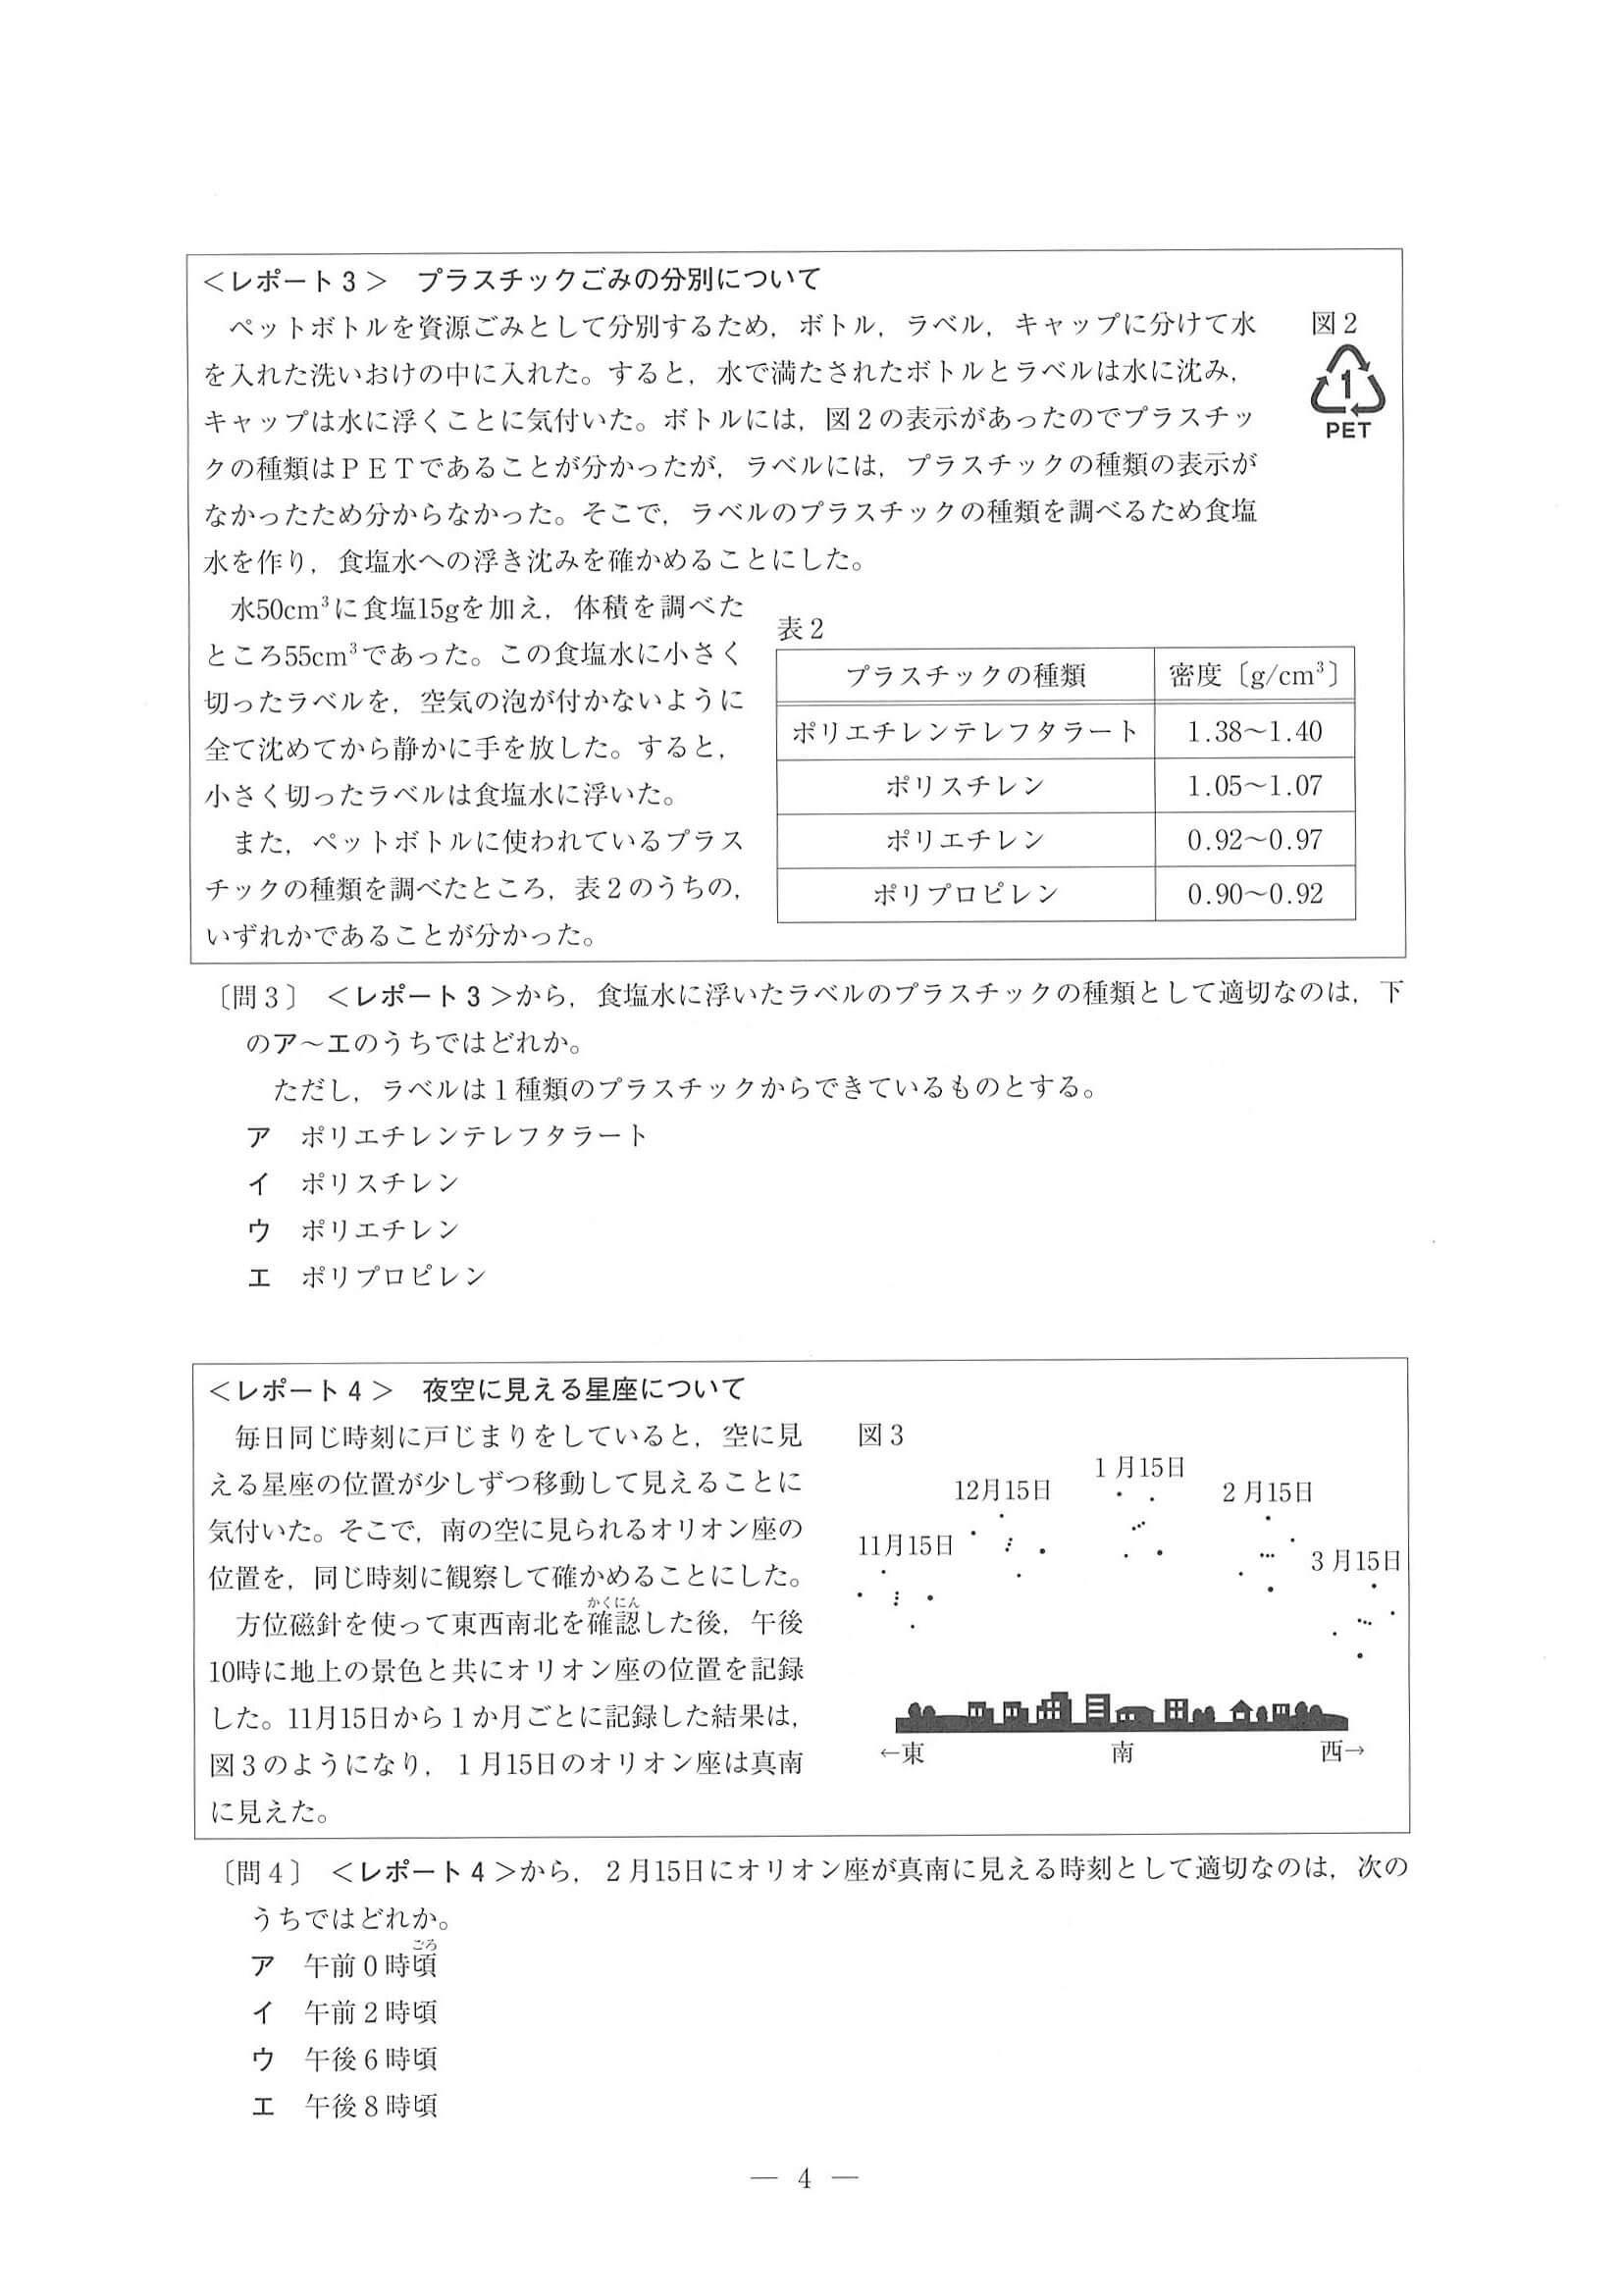 ＜レポート3＞　プラスチックごみの分別について
ペットボトルを資源ごみとして分別するため，ボトル，ラベル，キャップに分けて水
を入れた洗いおけの中に入れた。すると，水で満たされたボトルとラベルは水に沈み，
キャップは水に浮くことに気付いた。ボトルには，図2の表示があったのでプラスチッ
クの種類はＰＥＴであることが分かったが，ラベルには，プラスチックの種類の表示が
なかったため分からなかった。そこで，ラベルのプラスチックの種類を調べるため食塩
水を作り，食塩水への浮き沈みを確かめることにした。
図2
1
PET
水50cm³に食塩15gを加え，体積を調べた
ところ55cm³であった。この食塩水に小さく
切ったラベルを，空気の泡が付かないように
全て沈めてから静かに手を放した。すると，
小さく切ったラベルは食塩水に浮いた。
また，ペットボトルに使われているプラス
チックの種類を調べたところ，表2のうちの，
いずれかであることが分かった。
表2
プラスチックの種類　密度〔g/cm³〕
ポリエチレンテレフタラート　1.38～1.40
ポリスチレン　1.05～1.07
ポリエチレン　0.92～0.97
ポリプロピレン　0.90～0.92
〔問3〕　＜レポート3＞から，食塩水に浮いたラベルのプラスチックの種類として適切なのは，下
のア～エのうちではどれか。
ただし，ラベルは1種類のプラスチックからできているものとする。
ア　ポリエチレンテレフタラート
イ　ポリスチレン
ウ　ポリエチレン
エ　ポリプロピレン
＜レポート4＞　夜空に見える星座について
毎日同じ時刻に戸じまりをしていると，空に見
える星座の位置が少しずつ移動して見えることに
気付いた。そこで，南の空に見られるオリオン座の
位置を，同じ時刻に観察して確かめることにした。
かくにん
方位磁針を使って東西南北を確認した後，午後
10時に地上の景色と共にオリオン座の位置を記録
した。11月15日から1か月ごとに記録した結果は，
図3のようになり，1月15日のオリオン座は真南
に見えた。
図3
1月15日
12月15日
2月15日
11月15日
3月15日
←東　南　西→
〔問4〕　＜レポート4＞から，2月15日にオリオン座が真南に見える時刻として適切なのは，次の
うちではどれか。
ごろ
ア　午前0時頃
イ　午前2時頃
ウ　午後6時頃
エ　午後8時頃
― 4 ―